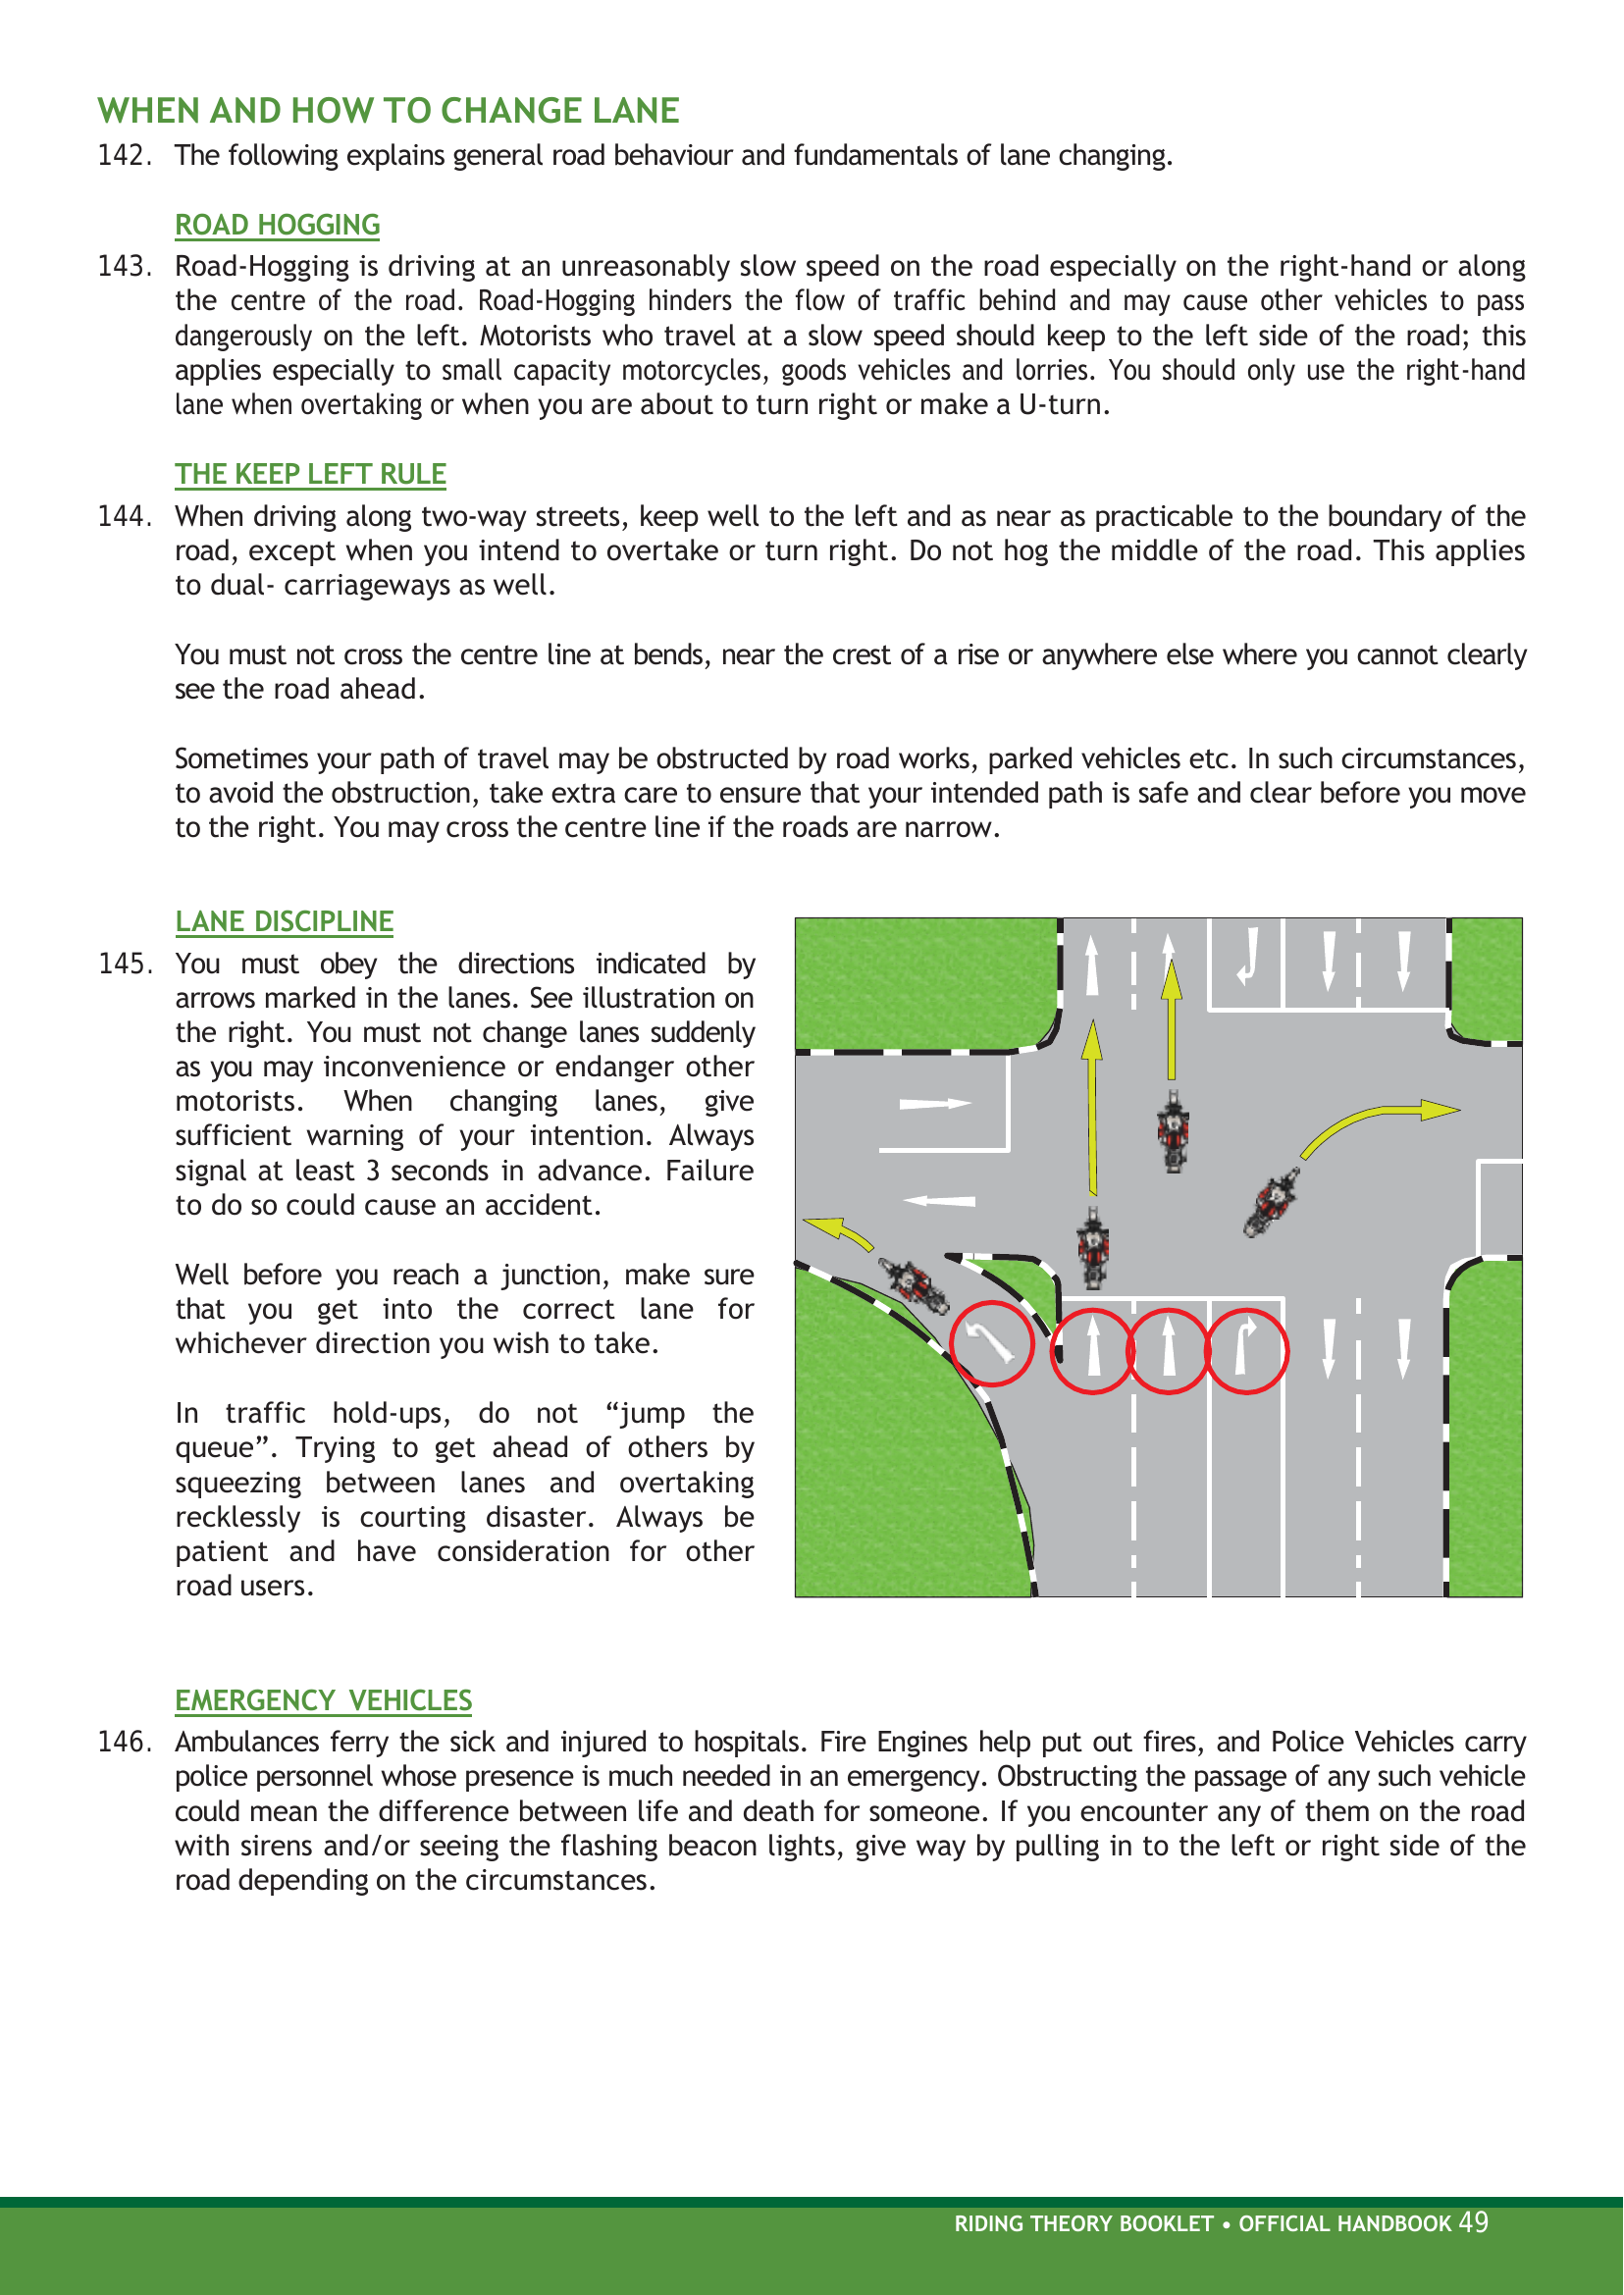 WHEN AND HOW TO CHANGE LANE
142. The following explains general road behaviour and fundamentals of lane changing.
ROAD HOGGING
143. Road-Hogging is driving at an unreasonably slow speed on the road especially on the right-hand or along
the centre of the road. Road-Hogging hinders the flow of traffic behind and may cause other vehicles to pass
dangerously on the left. Motorists who travel at a slow speed should keep to the left side of the road; this
applies especially to small capacity motorcycles, goods vehicles and lorries. You should only use the right-hand
lane when overtaking or when you are about to turn right or make a U-turn.
THE KEEP LEFT RULE
144. When driving along two-way streets, keep well to the left and as near as practicable to the boundary of the
road, except when you intend to overtake or turn right. Do not hog the middle of the road. This applies
to dual- carriageways as well.
You must not cross the centre line at bends, near the crest of a rise or anywhere else where you cannot clearly
see the road ahead.
Sometimes your path of travel may be obstructed by road works, parked vehicles etc. In such circumstances,
to avoid the obstruction, take extra care to ensure that your intended path is safe and clear before you move
to the right. You may cross the centre line if the roads are narrow.
LANE DISCIPLINE
145. You must obey the directions indicated by
arrows marked in the lanes. See illustration on
the right. You must not change lanes suddenly
as you may inconvenience or endanger other
motorists. When changing lanes, give
sufficient warning of your intention. Always
signal at least 3 seconds in advance. Failure
to do so could cause an accident.
Well before you reach a junction, make sure
that you get into the correct lane for
whichever direction you wish to take.
In traffic hold-ups, do not “jump the
queue”. Trying to get ahead of others by
squeezing between lanes and overtaking
recklessly is courting disaster. Always be
patient and have consideration for other
road users.
EMERGENCY VEHICLES
146. Ambulances ferry the sick and injured to hospitals. Fire Engines help put out fires, and Police Vehicles carry
police personnel whose presence is much needed in an emergency. Obstructing the passage of any such vehicle
could mean the difference between life and death for someone. If you encounter any of them on the road
with sirens and/or seeing the flashing beacon lights, give way by pulling in to the left or right side of the
road depending on the circumstances.
RIDING THEORY BOOKLET • OFFICIAL HANDBOOK 49